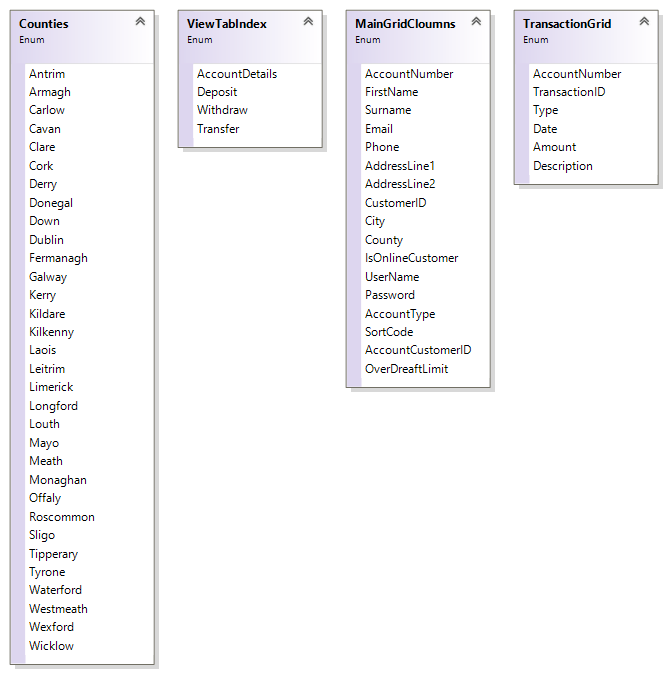 Counties
Enum
Antrim
Armagh
Carlow
Cavan
Clare
Cork
Derry
Donegal
Down
Dublin
Fermanagh
Galway
Kerry
Kildare
Kilkenny
Laois
Leitrim
Limerick
Longford
Louth
Mayo
Meath
Monaghan
Offaly
Roscommon
Sligo
Tipperary
Tyrone
Waterford
Westmeath
Wexford
Wicklow
ViewTabIndex
Enum
AccountDetails
Deposit
Withdraw
Transfer
MainGridCloumns
Enum
AccountNumber
FirstName
Surname
Email
Phone
AddressLine1
AddressLine2
CustomerID
City
County
IsOnlineCustomer
UserName
Password
AccountType
SortCode
AccountCustomerID
OverDreaftLimit
TransactionGrid
Enum
AccountNumber
TransactionID
Type
Date
Amount
Description